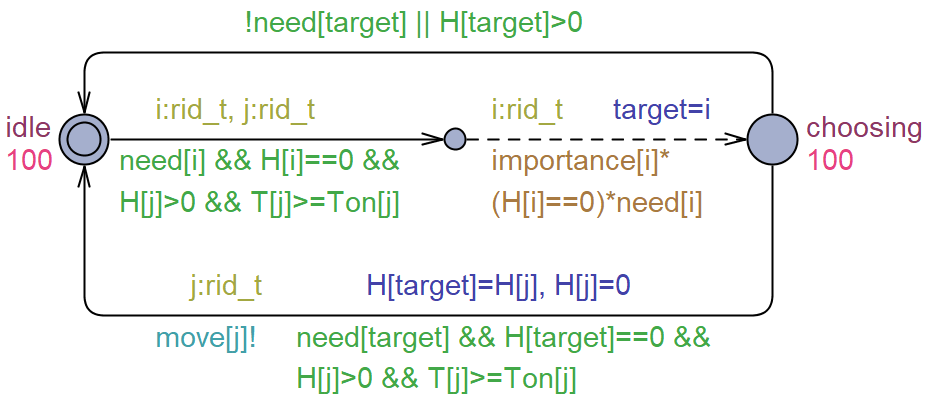 !need[target] || H[target]>0
i:rid_t, j:rid_t
i:rid_t target=i
idle
100
need[i] && H[i]==0 &&
H[j]>0 && T[j]>=Ton[j]
importance[i]*
(H[i]==0)*need[i]
choosing
100
j:rid_t H[target]=H[j], H[j]=0
move[j]! need[target] && H[target]==0 &&
H[j]>0 && T[j]>=Ton[j]